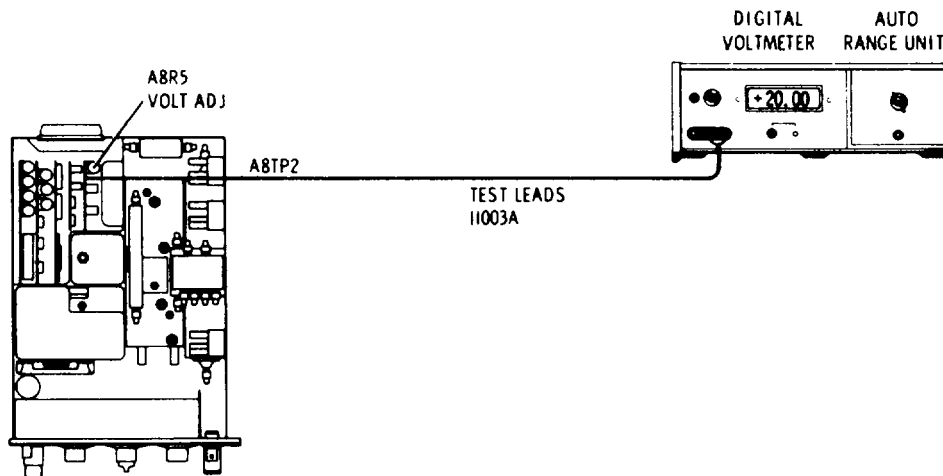 DIGITAL
VOLTMETER
AUTO
RANGE UNIT
A8R5
VOLT ADJ
+20.00
A8TP2
TEST LEADS
11003A